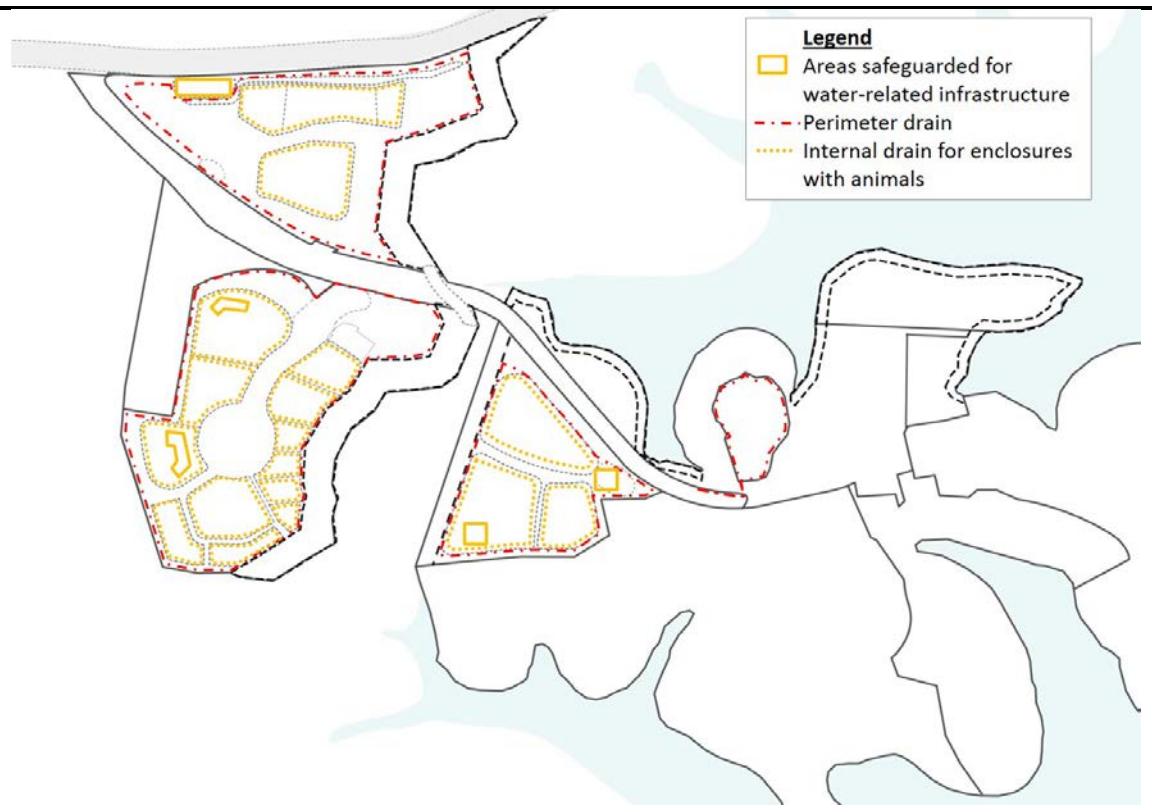 Legend
Areas safeguarded for
water-related infrastructure
Perimeter drain
Internal drain for enclosures
with animals